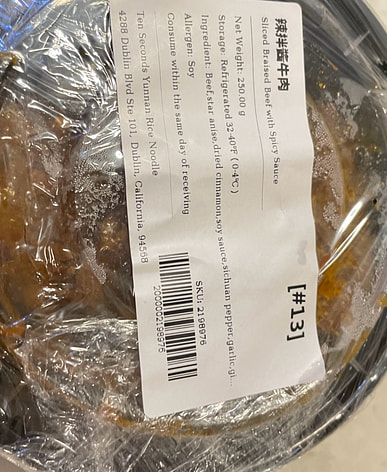 辣拌酱牛肉
Sliced Braised Beef with Spicy Sauce
Net Weight: 250.00 g
Storage: Refrigerated 32-40°F ( 0-4°C)
Ingredient: Beef,star anise,dried cinnamon,soy sauce,sichuan pepper,garlic,gi...
Allergen: Soy
Consume within the same day of receiving
Ten Seconds Yunnan Rice Noodle
4288 Dublin Blvd Ste 101, Dublin, California, 94568
[#13]
SKU: 2198976
2000002198976